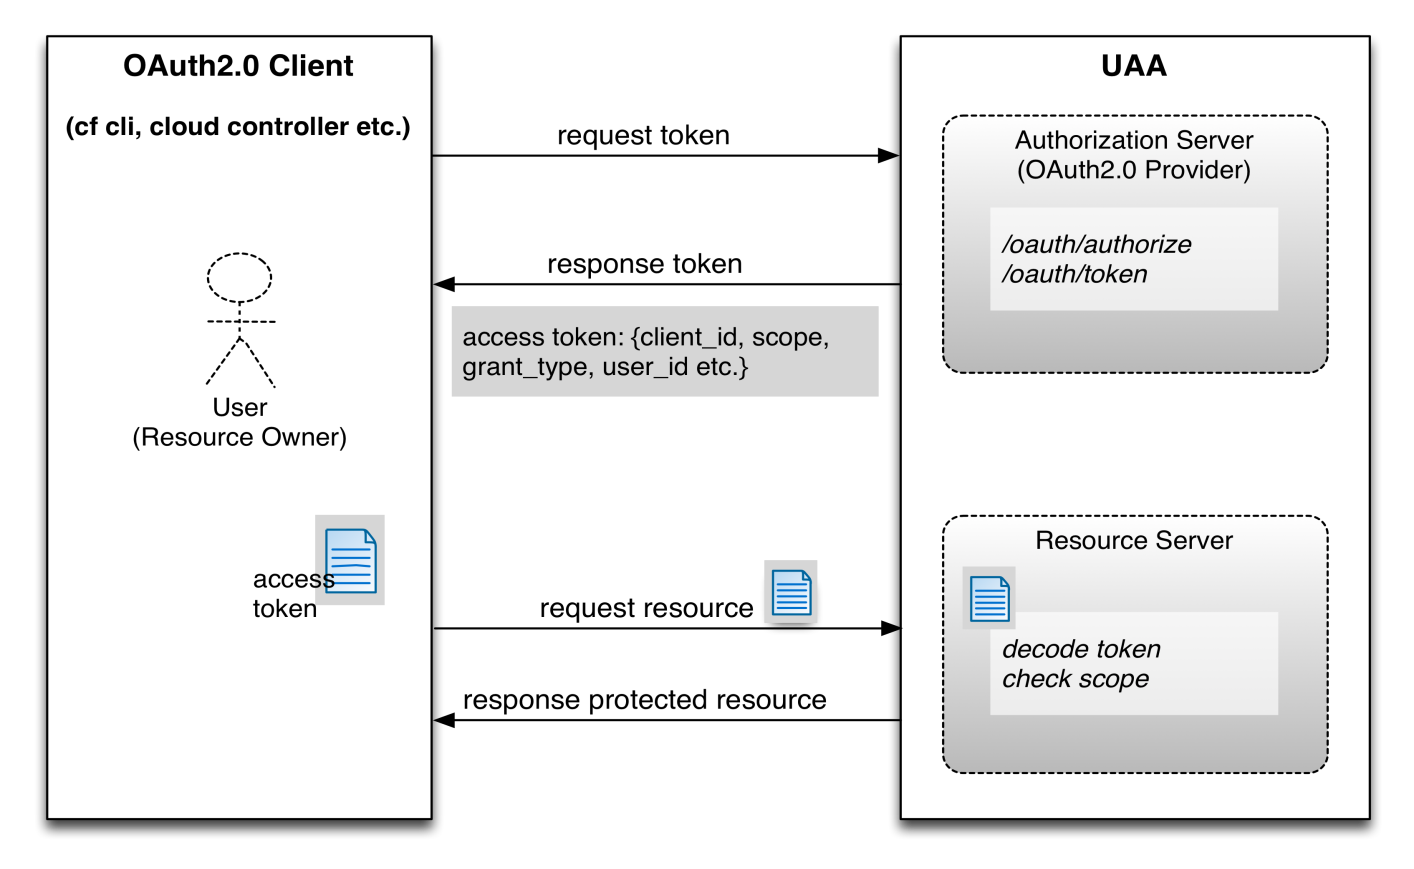 OAuth2.0 Client
(cf cli, cloud controller etc.)
User
(Resource Owner)
access
token
request token
response token
access token: {client_id, scope,
grant_type, user_id etc.}
request resource
response protected resource
UAA
Authorization Server
(OAuth2.0 Provider)
/oauth/authorize
/oauth/token
Resource Server
decode token
check scope